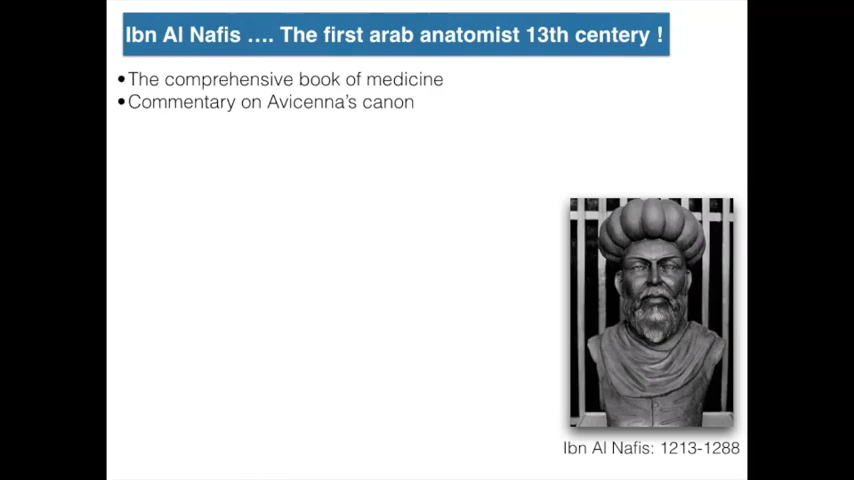 Ibn Al Nafis .... The first arab anatomist 13th centery !
•The comprehensive book of medicine
•Commentary on Avicenna's canon
Ibn Al Nafis: 1213-1288